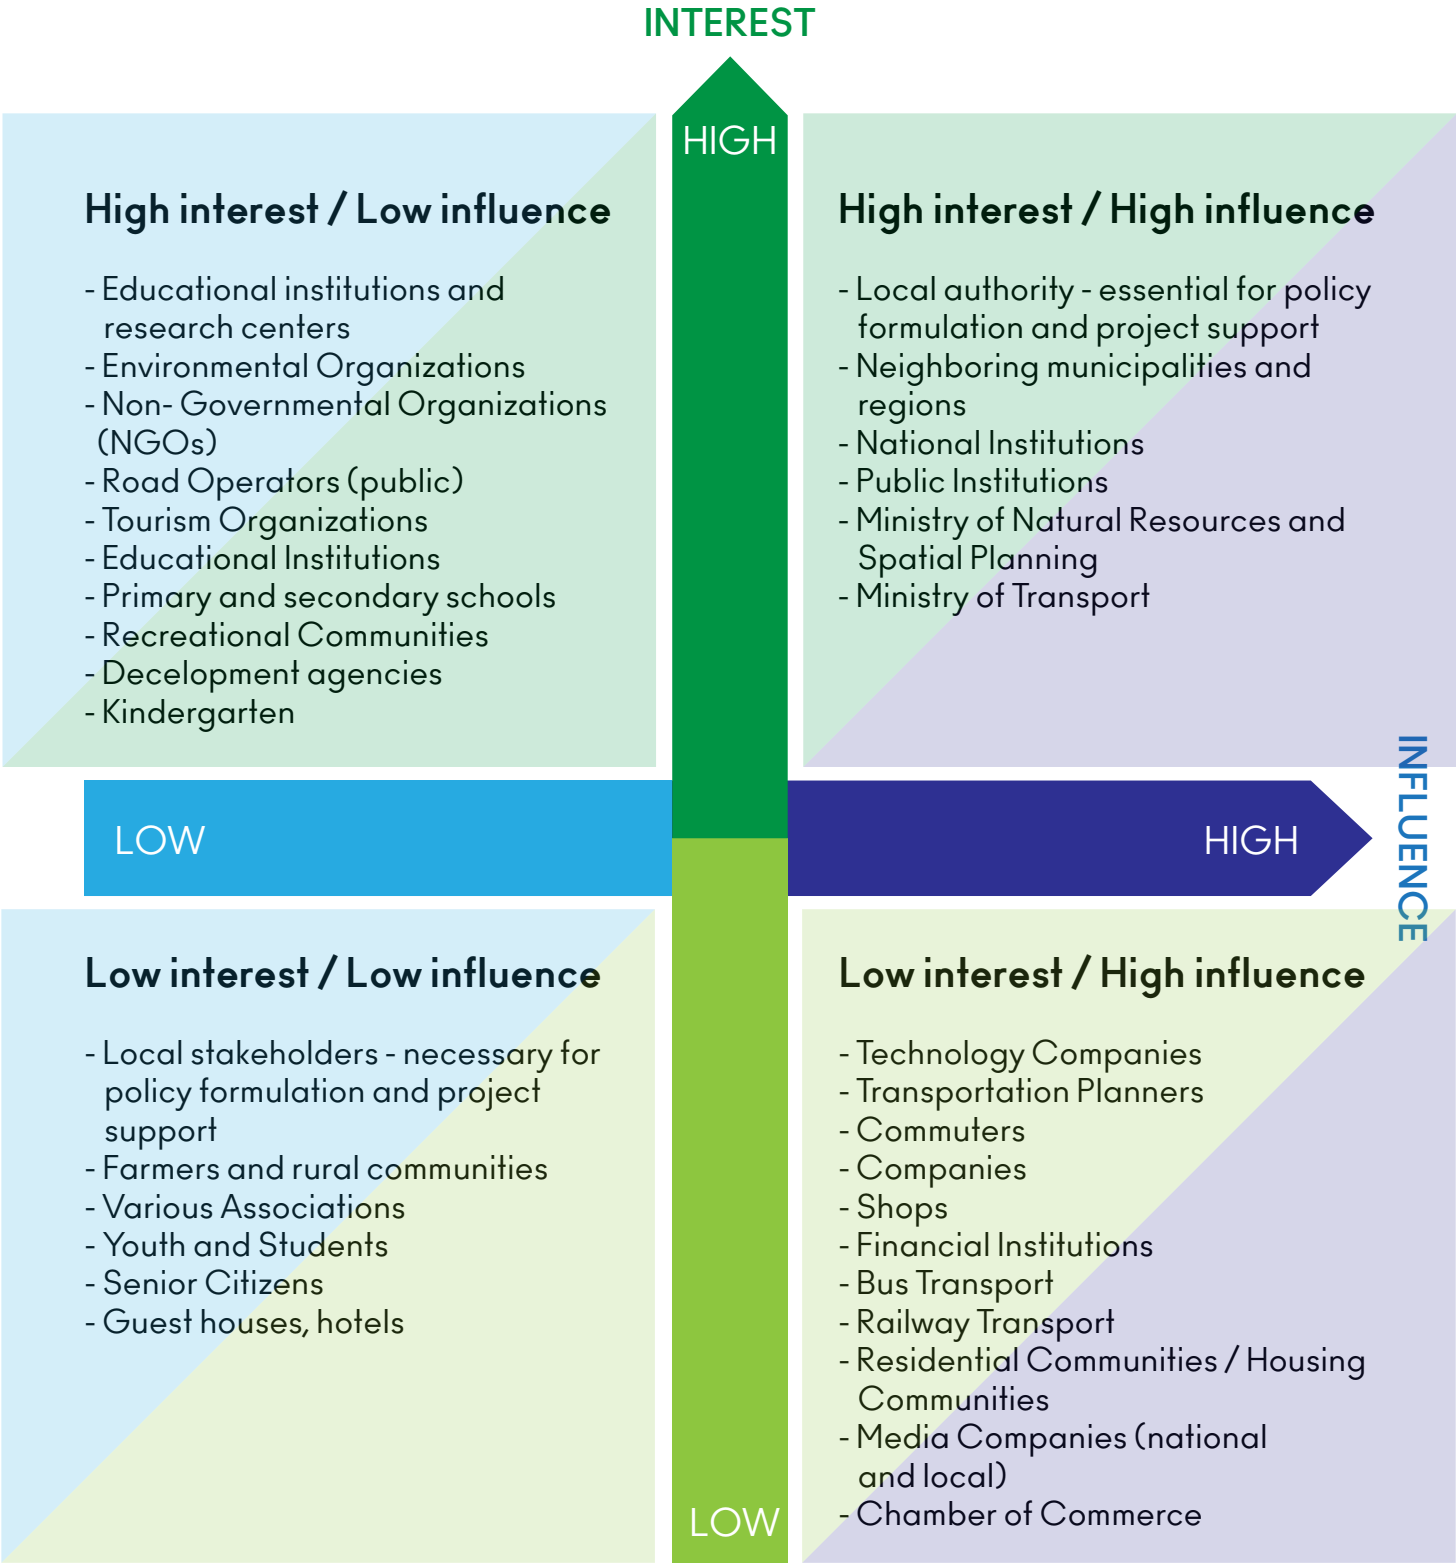 INTEREST
HIGH
High interest / Low influence
- Educational institutions and
research centers
- Environmental Organizations
- Non- Governmental Organizations
(NGOs)
- Road Operators (public)
- Tourism Organizations
- Educational Institutions
- Primary and secondary schools
- Recreational Communities
- Decelopment agencies
- Kindergarten
High interest / High influence
- Local authority - essential for policy
formulation and project support
- Neighboring municipalities and
regions
- National Institutions
- Public Institutions
- Ministry of Natural Resources and
Spatial Planning
- Ministry of Transport
LOW
HIGH
INFLUENCE
Low interest / Low influence
- Local stakeholders - necessary for
policy formulation and project
support
- Farmers and rural communities
- Various Associations
- Youth and Students
- Senior Citizens
- Guest houses, hotels
Low interest / High influence
- Technology Companies
- Transportation Planners
- Commuters
- Companies
- Shops
- Financial Institutions
- Bus Transport
- Railway Transport
- Residential Communities / Housing
Communities
- Media Companies (national
and local)
- Chamber of Commerce
LOW